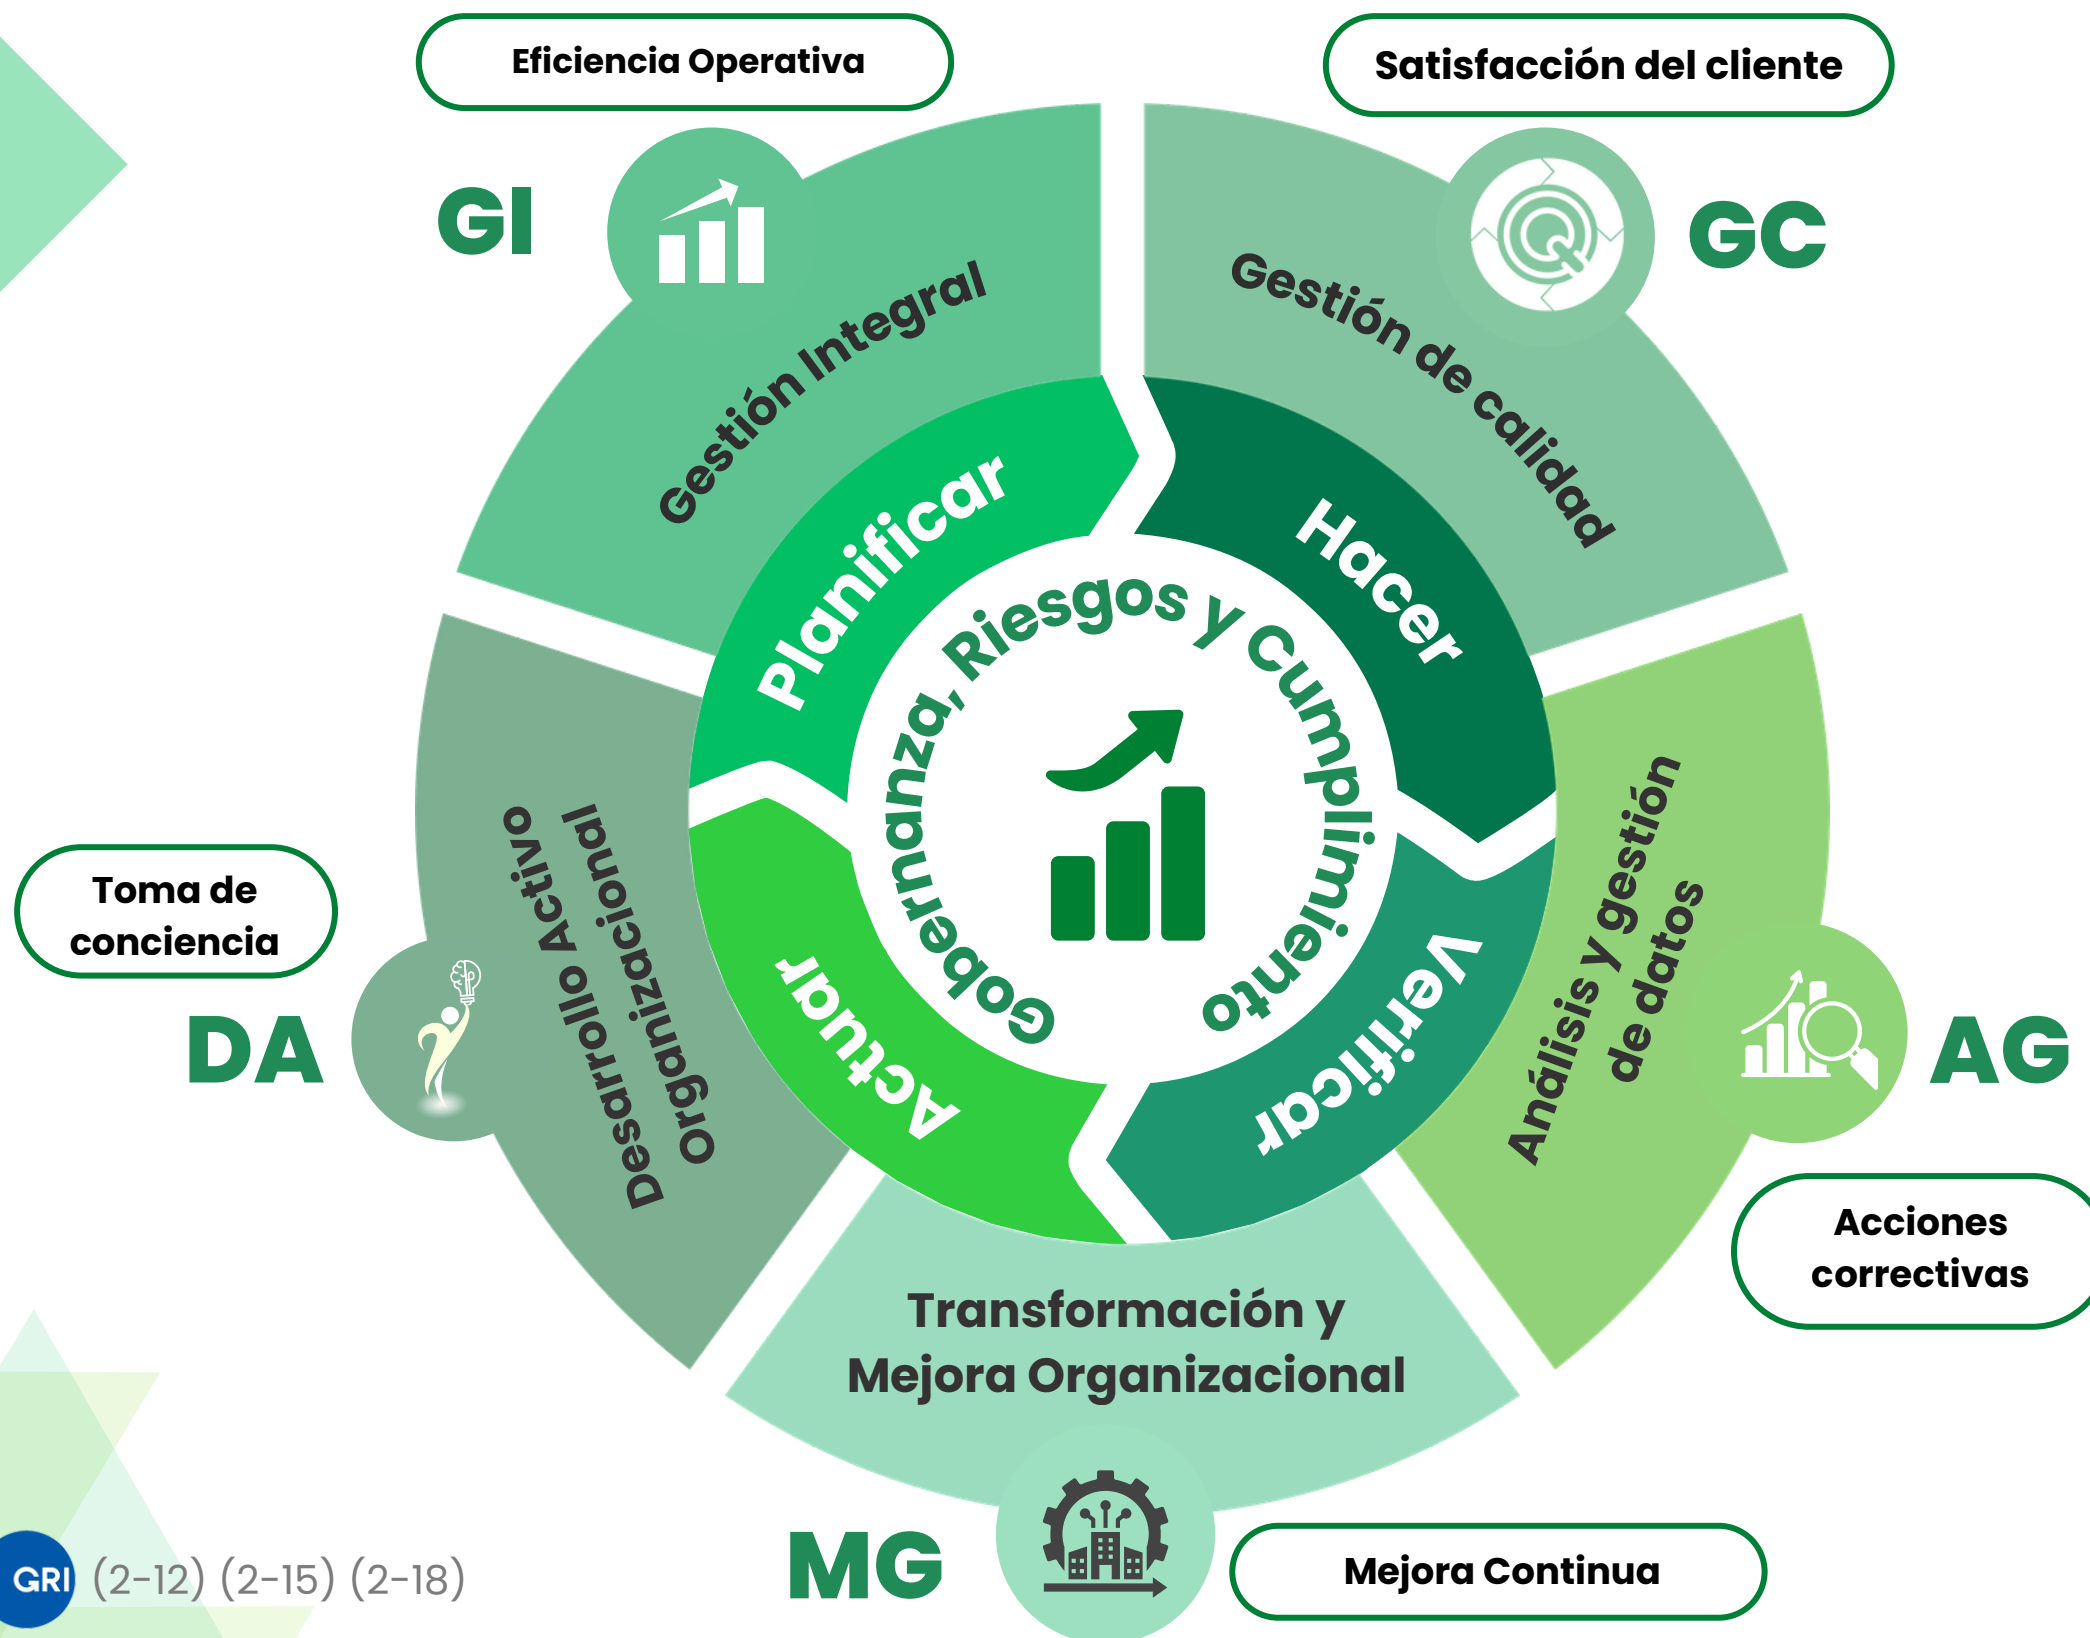 Eficiencia Operativa
Satisfacción del cliente
GI
GC
Gestión Integral
Gestión de calidad
Planificar
Hacer
Gobernanza, Riesgos y Cumplimiento
Desarrollo Activo
Organizacional
Análisis y gestión
de datos
Toma de
conciencia
DA
AG
Actuar
Verificar
Acciones
correctivas
Transformación y
Mejora Organizacional
MG
Mejora Continua
GRI (2-12) (2-15) (2-18)